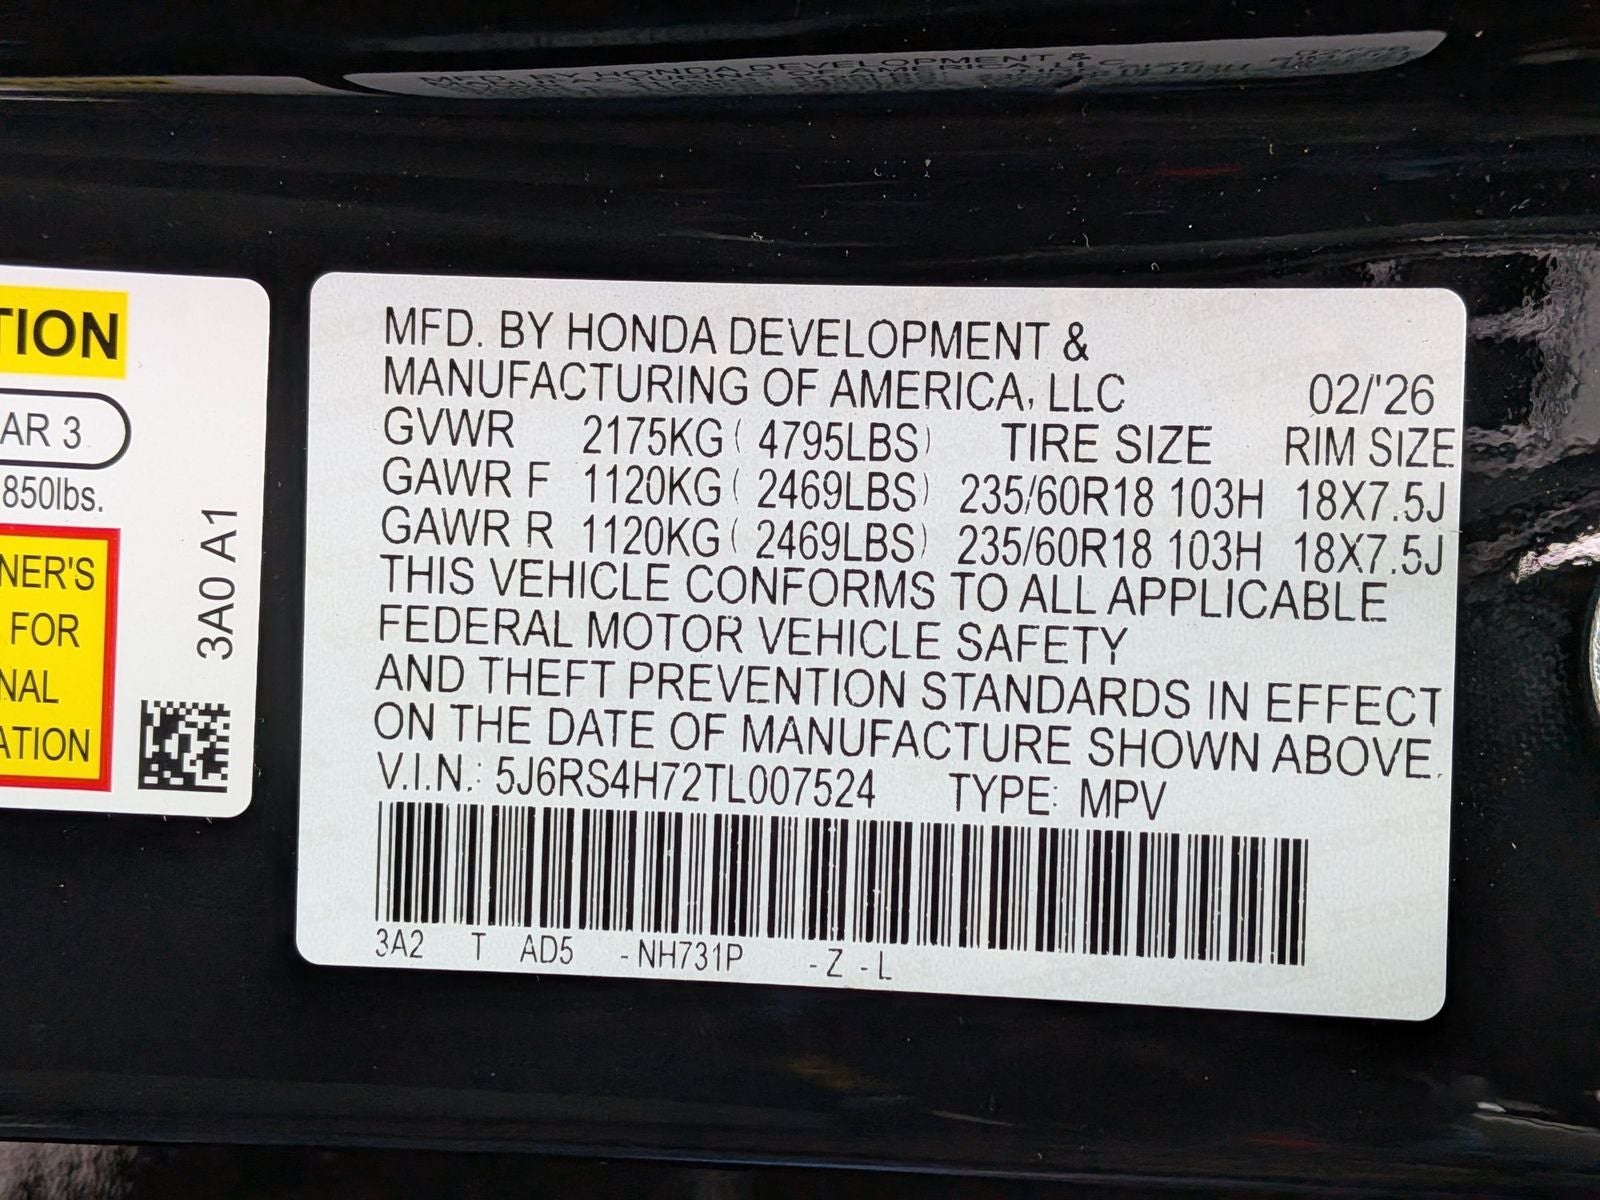 TION
AR 3
850lbs.
NER'S
FOR
NAL
ATION
3A0 A1
MFD. BY HONDA DEVELOPMENT &
MANUFACTURING OF AMERICA, LLC 02/'26
GVWR 2175KG ( 4795LBS) TIRE SIZE RIM SIZE
GAWR F 1120KG ( 2469LBS) 235/60R18 103H 18X7.5J
GAWR R 1120KG ( 2469LBS) 235/60R18 103H 18X7.5J
THIS VEHICLE CONFORMS TO ALL APPLICABLE
FEDERAL MOTOR VEHICLE SAFETY
AND THEFT PREVENTION STANDARDS IN EFFECT
ON THE DATE OF MANUFACTURE SHOWN ABOVE.
V.I.N.: 5J6RS4H72TL007524 TYPE: MPV
3A2 T AD5 -NH731P -Z -L